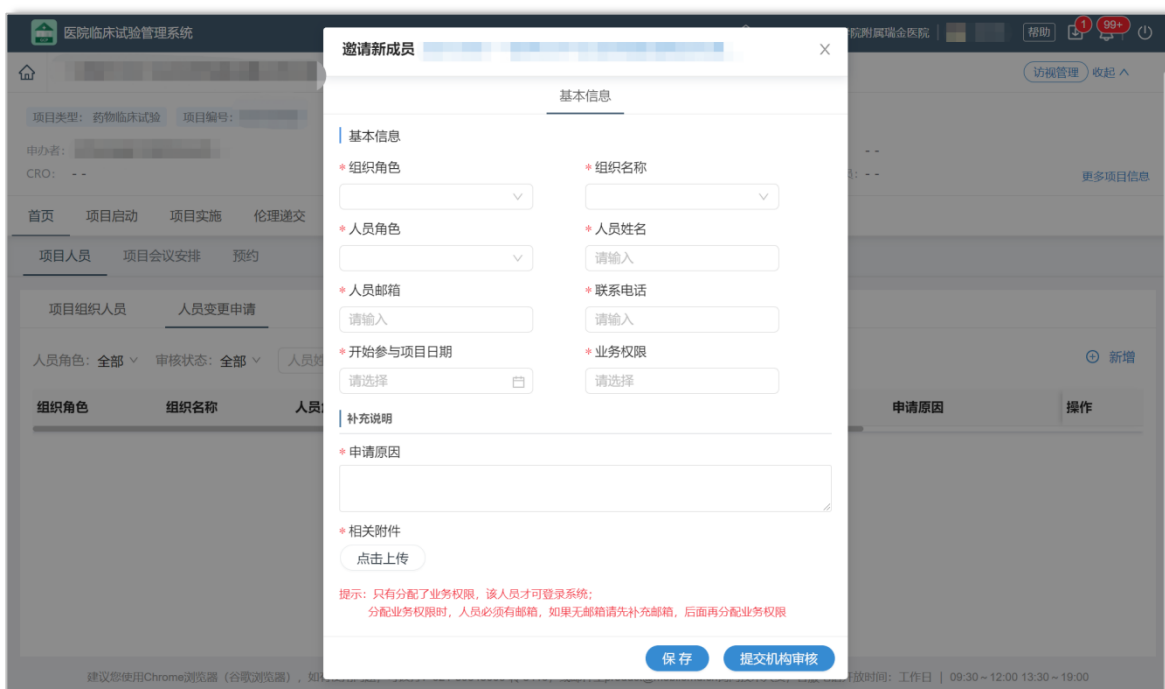 医院临床试验管理系统
院附属瑞金医院
帮助
1
99+
邀请新成员
访视管理
收起
基本信息
项目类型: 药物临床试验
项目编号:
基本信息
申办者:
- -
CRO: - -
: - -
更多项目信息
* 组织角色
* 组织名称
首页
项目启动
项目实施
伦理递交
* 人员角色
* 人员姓名
请输入
项目人员
项目会议安排
预约
* 人员邮箱
* 联系电话
请输入
请输入
项目组织人员
人员变更申请
* 开始参与项目日期
* 业务权限
请选择
请选择
人员角色: 全部
审核状态: 全部
人员姓
新增
组织角色
组织名称
人员
申请原因
操作
补充说明
* 申请原因
* 相关附件
点击上传
提示: 只有分配了业务权限, 该人员才可登录系统;
分配业务权限时, 人员必须有邮箱, 如果无邮箱请先补充邮箱, 后面再分配业务权限
保存
提交机构审核
建议您使用Chrome浏览器 (谷歌浏览器) , 如
放时间: 工作日 | 09:30~12:00 13:30~19:00